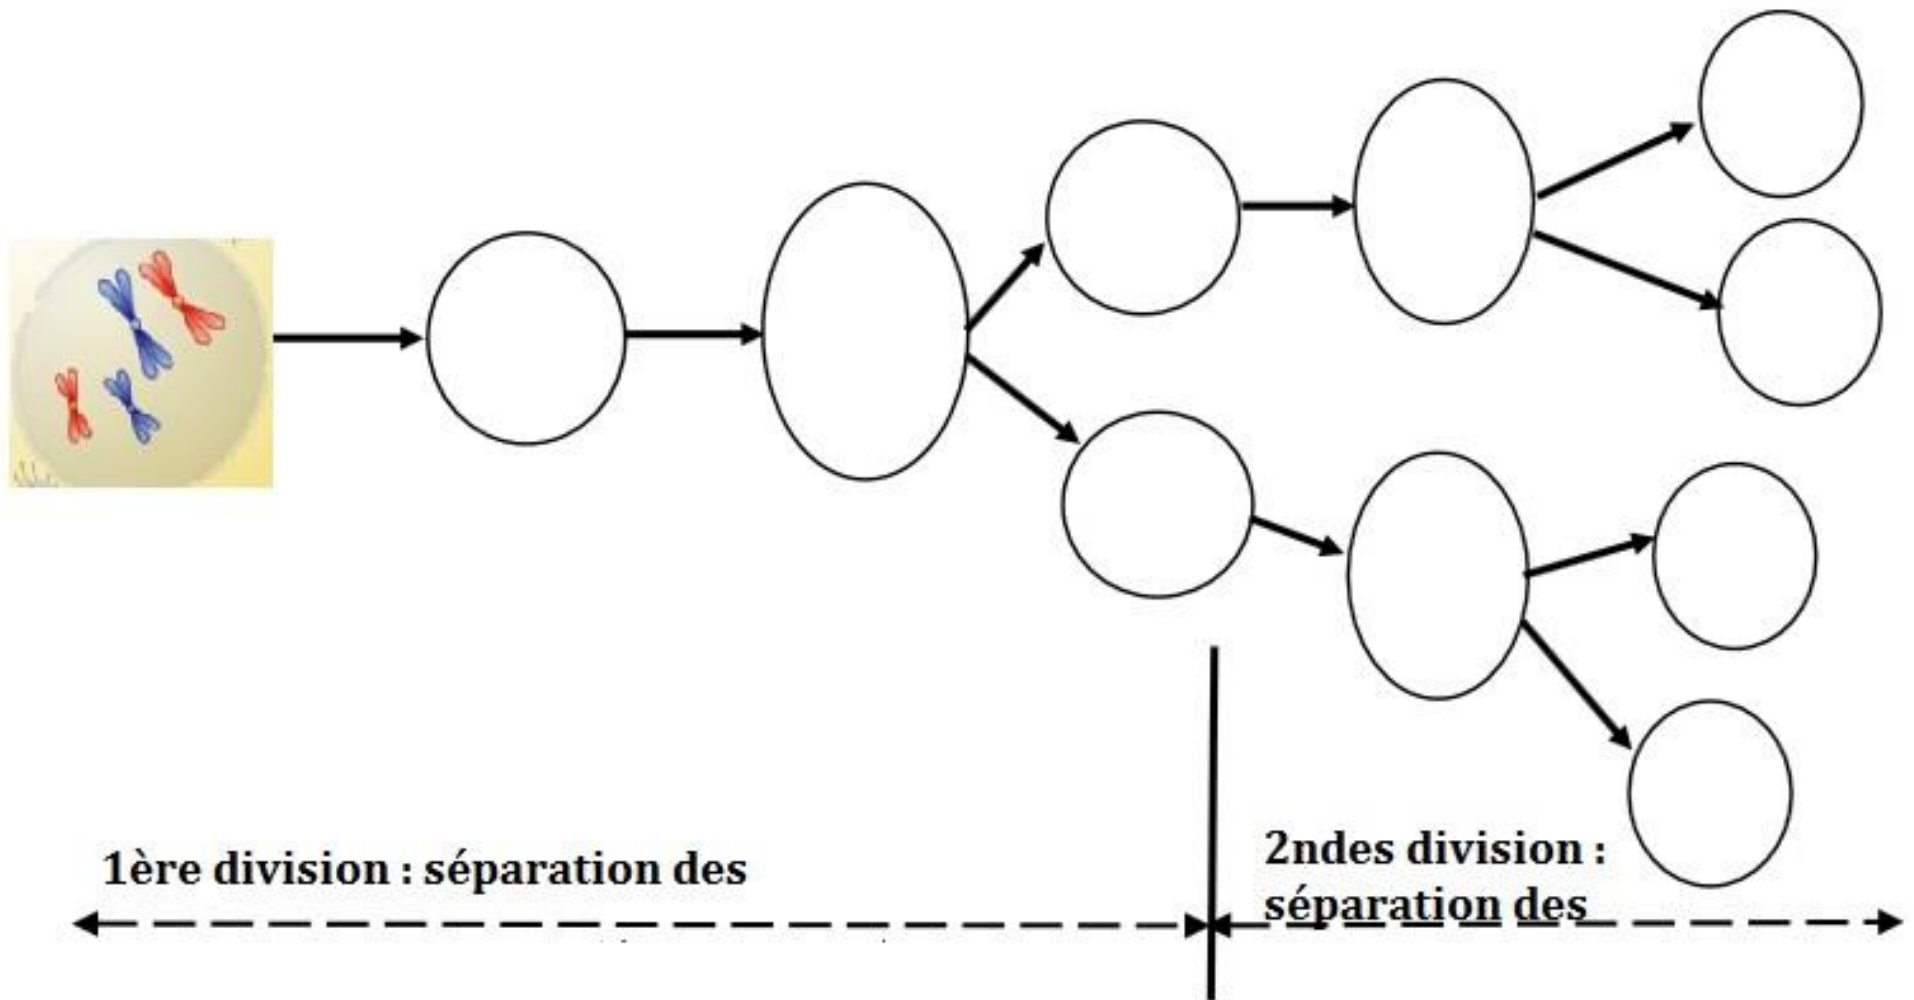 1ère division : séparation des
2ndes division :
séparation des